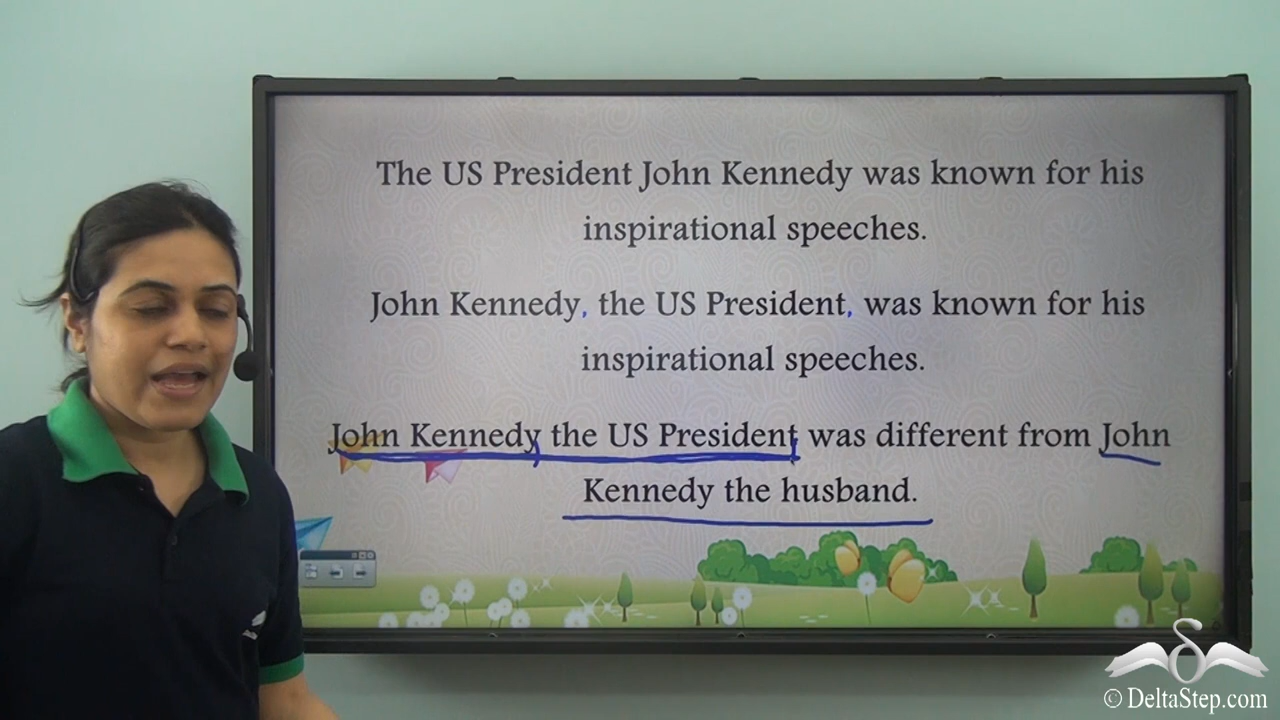 The US President John Kennedy was known for his
inspirational speeches.
John Kennedy, the US President, was known for his
inspirational speeches.
John Kennedy the US President was different from John
Kennedy the husband.
© DeltaStep.com